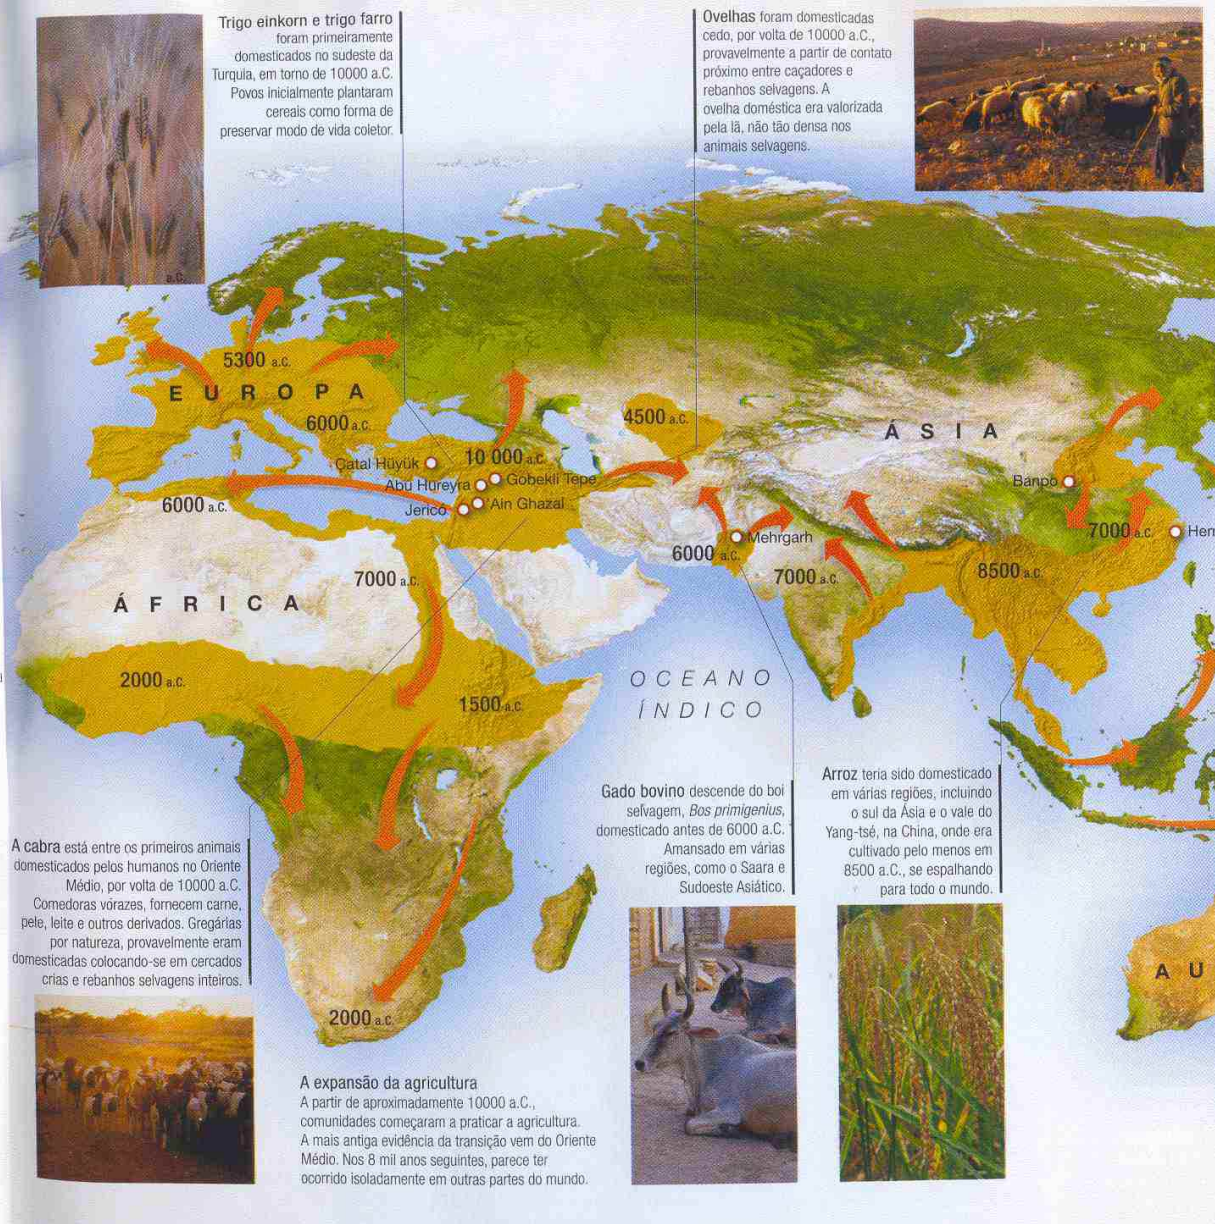 Trigo einkorn e trigo farro
foram primeiramente
domesticados no sudeste da
Turquia, em torno de 10000 a.C.
Povos inicialmente plantaram
cereais como forma de
preservar modo de vida coletor.
Ovelhas foram domesticadas
cedo, por volta de 10000 a.C.,
provavelmente a partir de contato
próximo entre caçadores e
rebanhos selvagens. A
ovelha doméstica era valorizada
pela lã, não tão densa nos
animais selvagens.
a.C.
5300 a.C.
EUROPA
6000 a.C.
4500 a.C.
ÁSIA
Çatal Hüyük
10 000 a.C.
Gobekli Tepe
Abu Hureyra
Ain Ghazal
Jericó
Banpo
6000 a.C.
Mehrgarh
6000 a.C.
7000 a.C.
Hem
7000 a.C.
7000 a.C.
8500 a.C.
ÁFRICA
2000 a.C.
1500 a.C.
OCEANO
ÍNDICO
Gado bovino descende do boi
selvagem, Bos primigenius,
domesticado antes de 6000 a.C.
Amansado em várias
regiões, como o Saara e
Sudoeste Asiático.
Arroz teria sido domesticado
em várias regiões, incluindo
o sul da Ásia e o vale do
Yang-tsé, na China, onde era
cultivado pelo menos em
8500 a.C., se espalhando
para todo o mundo.
A cabra está entre os primeiros animais
domesticados pelos humanos no Oriente
Médio, por volta de 10000 a.C.
Comedoras vorazes, fornecem carne,
pele, leite e outros derivados. Gregárias
por natureza, provavelmente eram
domesticadas colocando-se em cercados
crias e rebanhos selvagens inteiros.
AU
2000 a.C.
A expansão da agricultura
A partir de aproximadamente 10000 a.C.,
comunidades começaram a praticar a agricultura.
A mais antiga evidência da transição vem do Oriente
Médio. Nos 8 mil anos seguintes, parece ter
ocorrido isoladamente em outras partes do mundo.